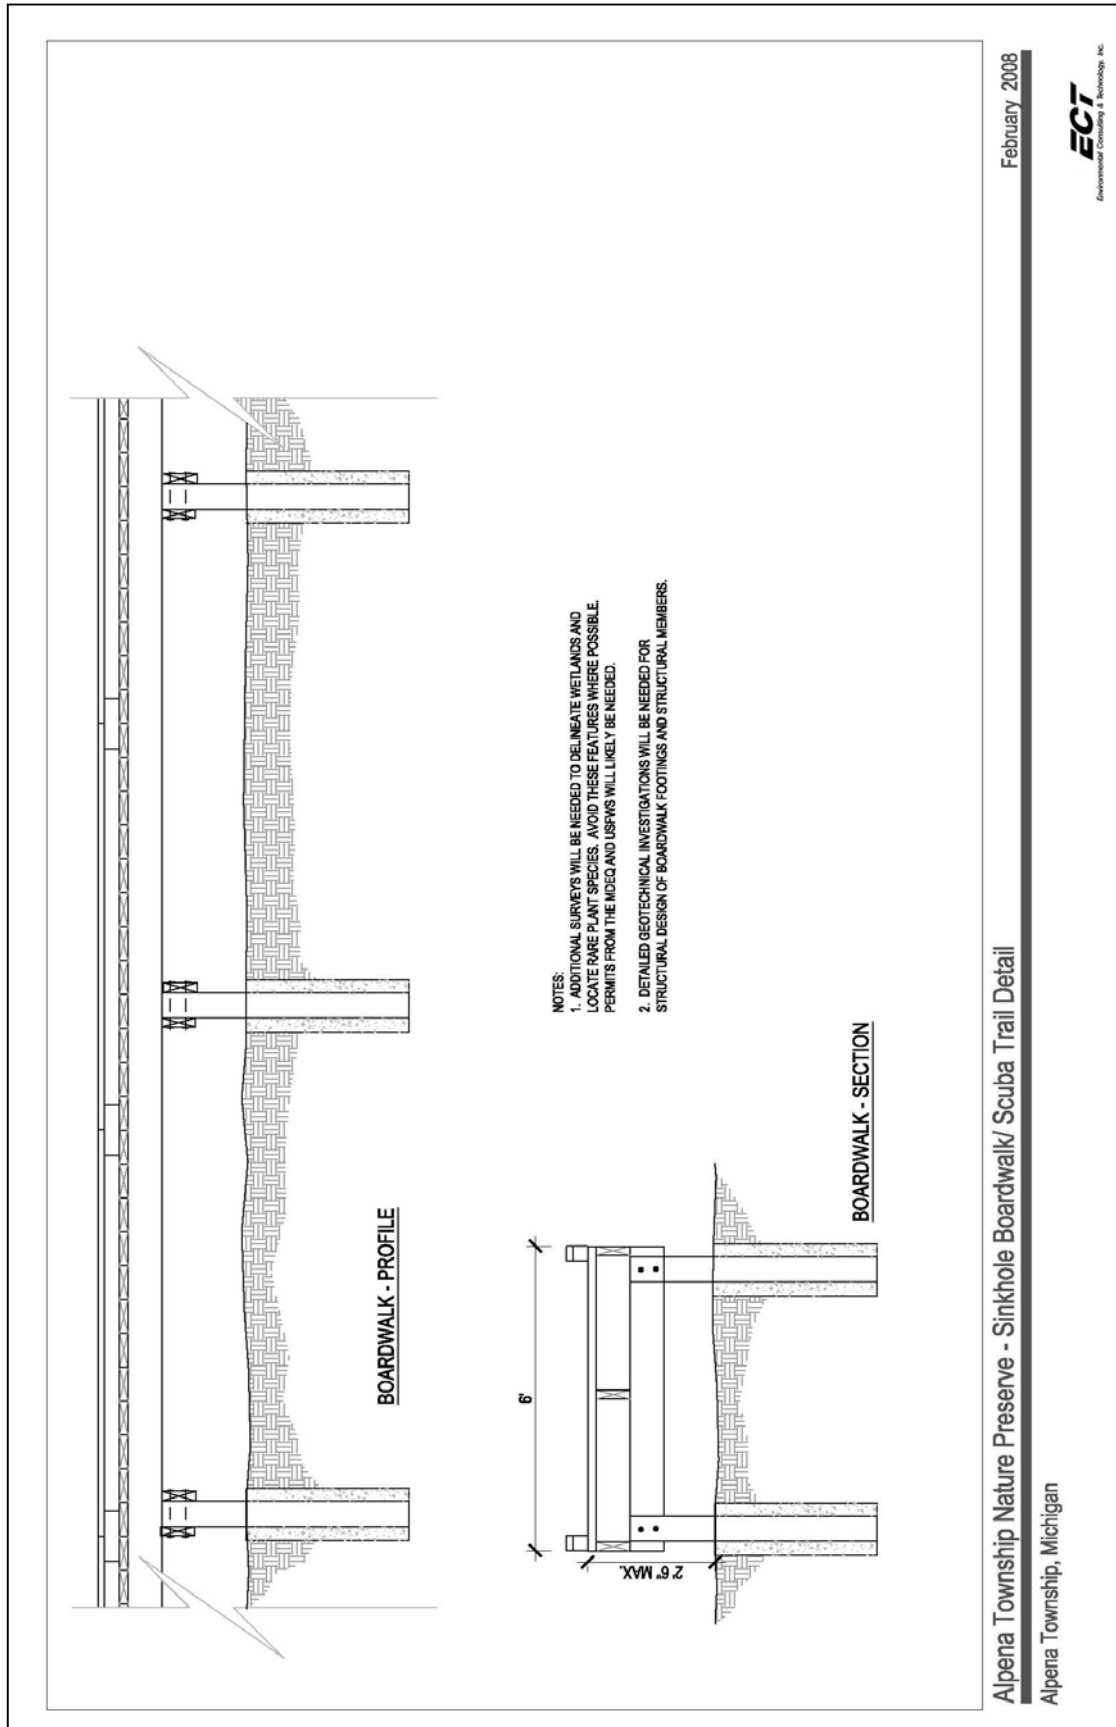 BOARDWALK - PROFILE
6'
2' 6" MAX.
BOARDWALK - SECTION
NOTES:
1. ADDITIONAL SURVEYS WILL BE NEEDED TO DELINEATE WETLANDS AND
LOCATE RARE PLANT SPECIES. AVOID THESE FEATURES WHERE POSSIBLE.
PERMITS FROM THE MDEQ AND USFWS WILL LIKELY BE NEEDED.
2. DETAILED GEOTECHNICAL INVESTIGATIONS WILL BE NEEDED FOR
STRUCTURAL DESIGN OF BOARDWALK FOOTINGS AND STRUCTURAL MEMBERS.
Alpena Township Nature Preserve - Sinkhole Boardwalk/ Scuba Trail Detail
February 2008
Alpena Township, Michigan
ECT
Environmental Consulting & Technology, Inc.